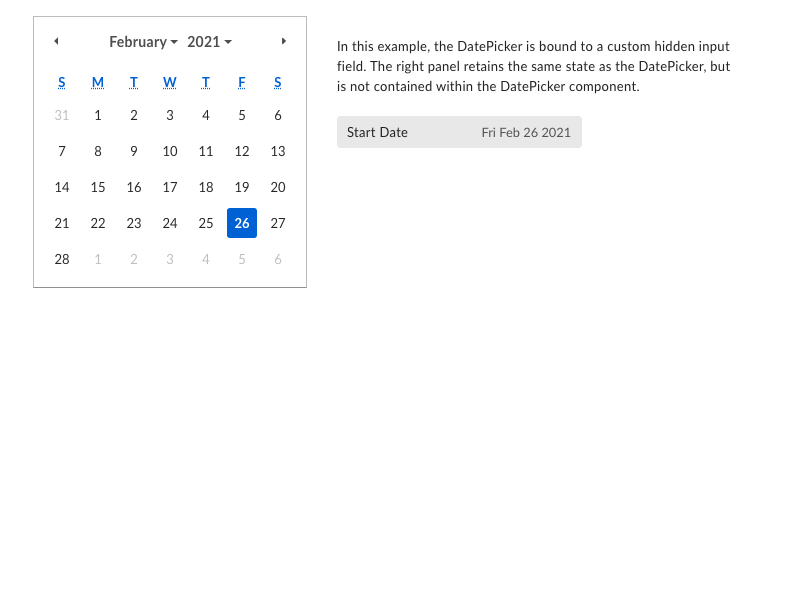 February 2021
S M T W T F S
31 1 2 3 4 5 6
7 8 9 10 11 12 13
14 15 16 17 18 19 20
21 22 23 24 25 26 27
28 1 2 3 4 5 6
In this example, the DatePicker is bound to a custom hidden input
field. The right panel retains the same state as the DatePicker, but
is not contained within the DatePicker component.
Start Date Fri Feb 26 2021